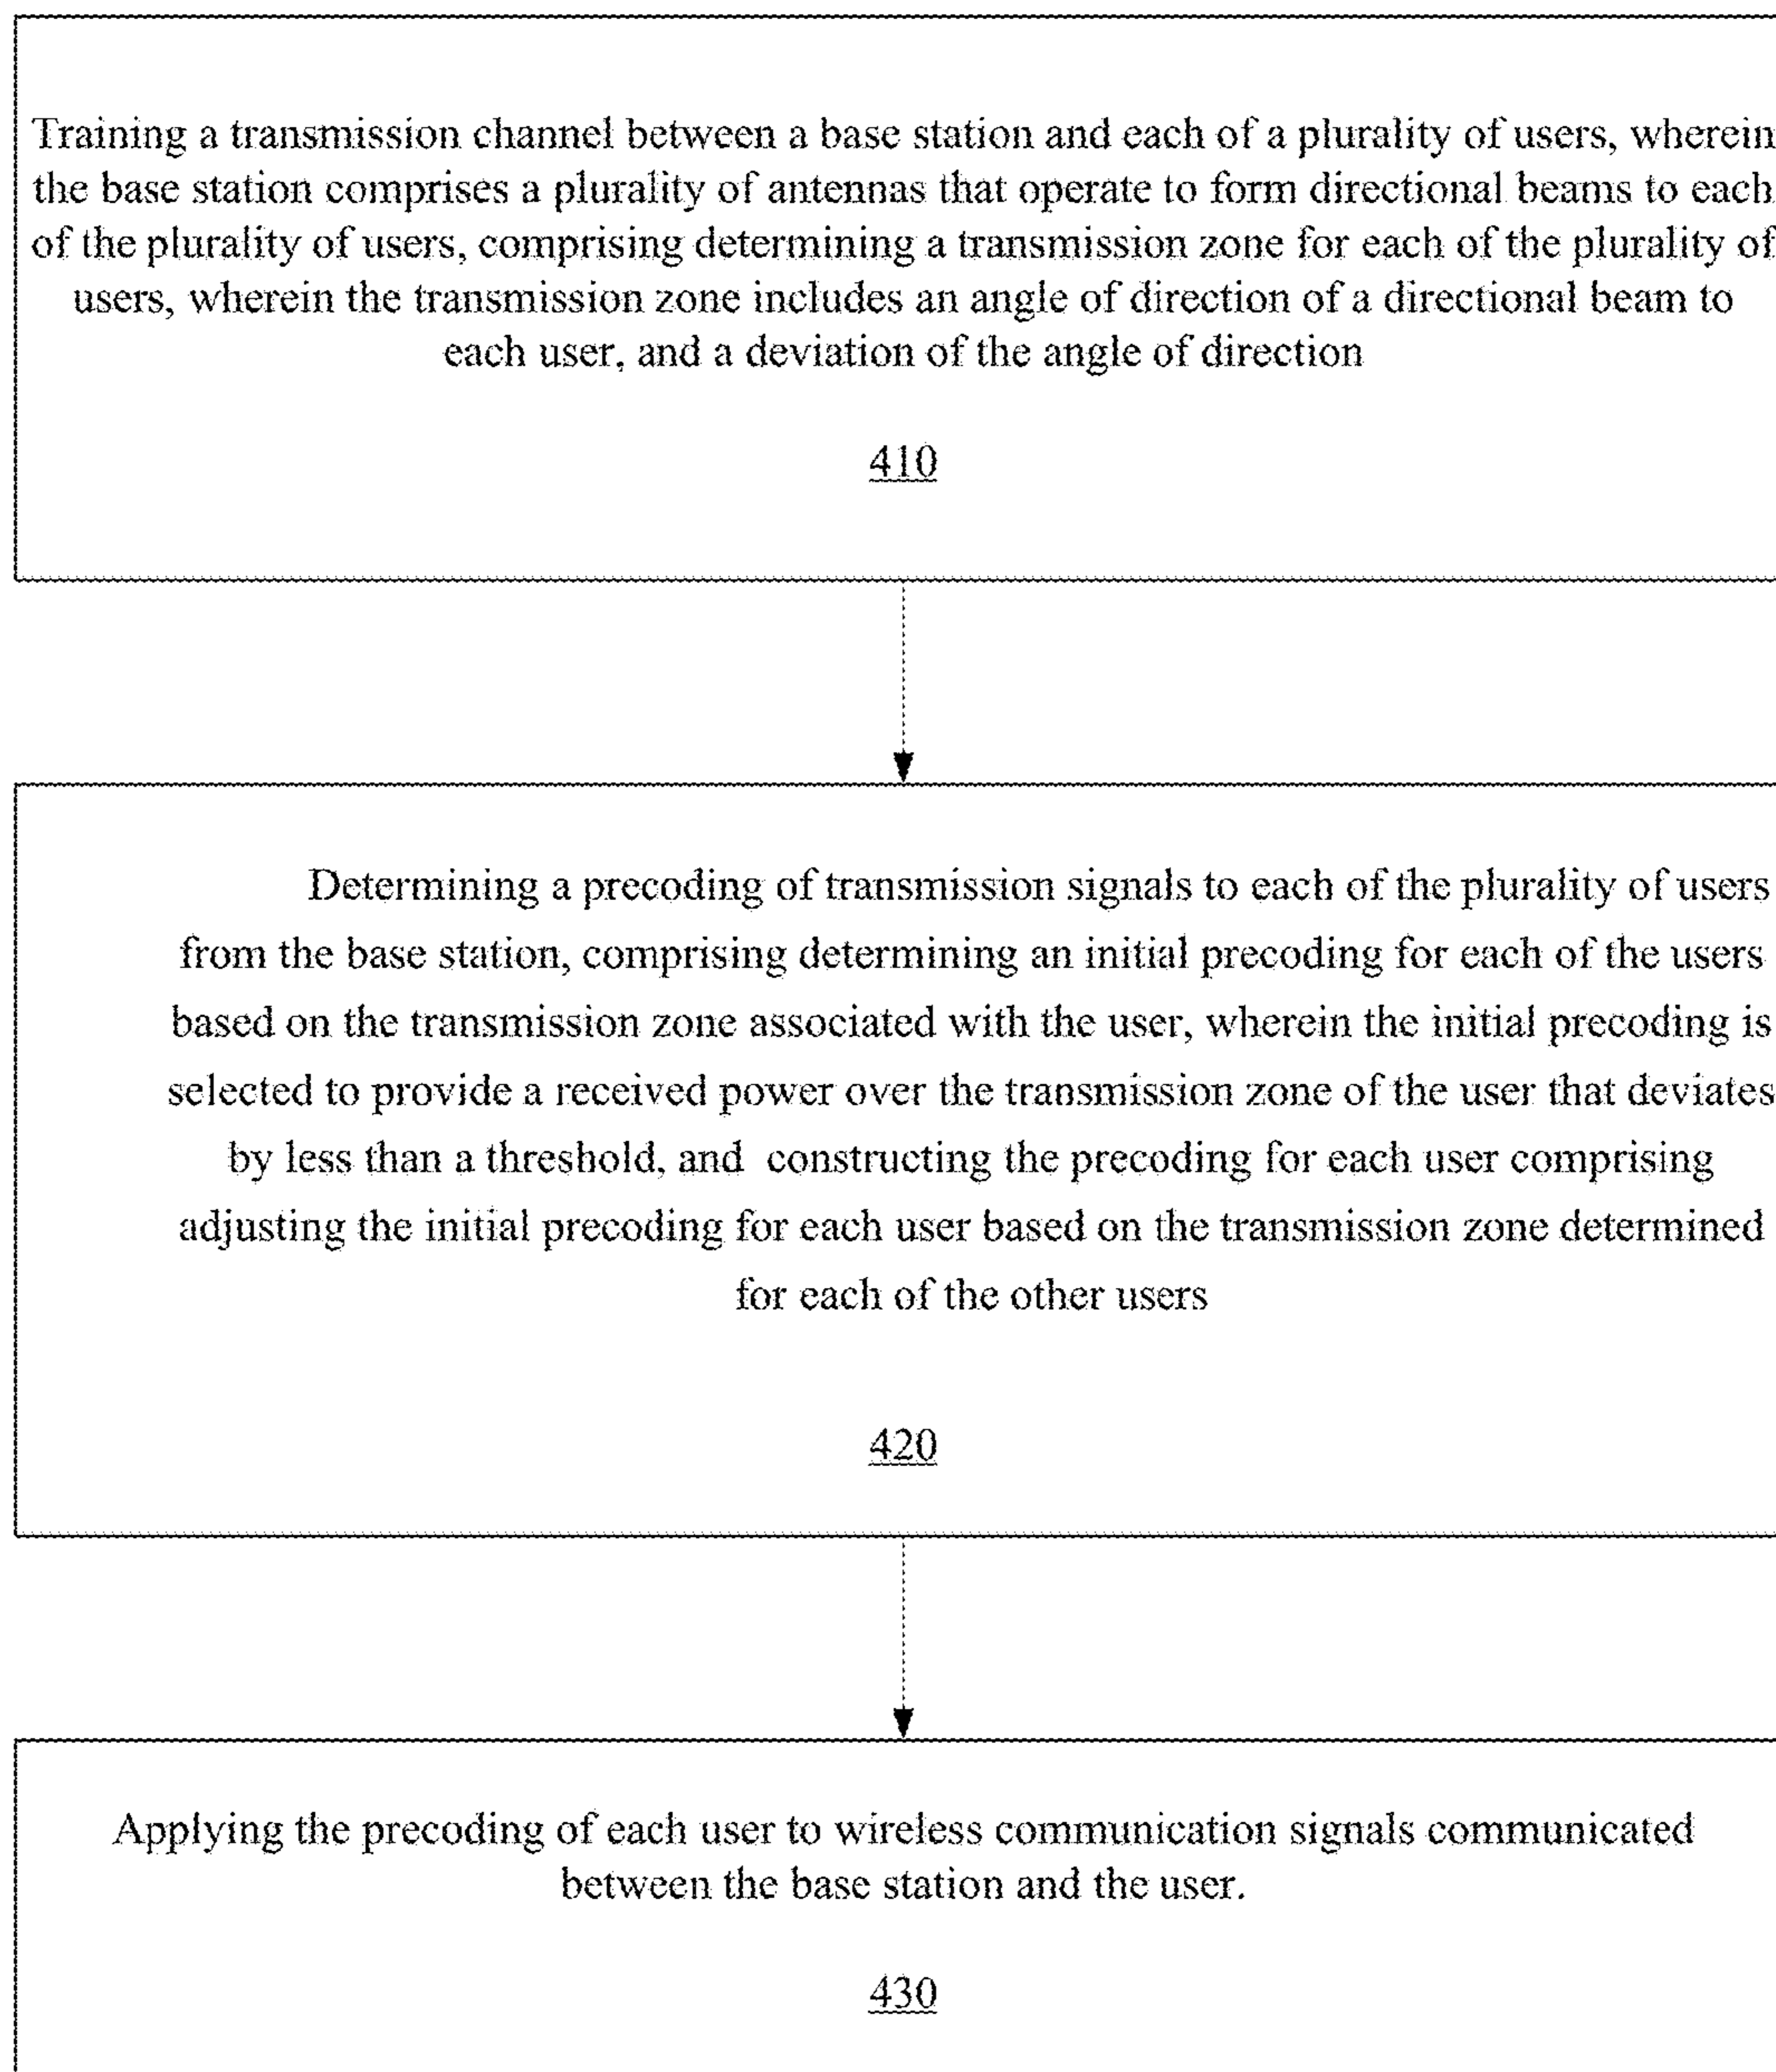 Training a transmission channel between a base station and each of a plurality of users, wherein
the base station comprises a plurality of antennas that operate to form directional beams to each
of the plurality of users, comprising determining a transmission zone for each of the plurality of
users, wherein the transmission zone includes an angle of direction of a directional beam to
each user, and a deviation of the angle of direction
410
Determining a precoding of transmission signals to each of the plurality of users
from the base station, comprising determining an initial precoding for each of the users
based on the transmission zone associated with the user, wherein the initial precoding is
selected to provide a received power over the transmission zone of the user that deviates
by less than a threshold, and constructing the precoding for each user comprising
adjusting the initial precoding for each user based on the transmission zone determined
for each of the other users
420
Applying the precoding of each user to wireless communication signals communicated
between the base station and the user.
430